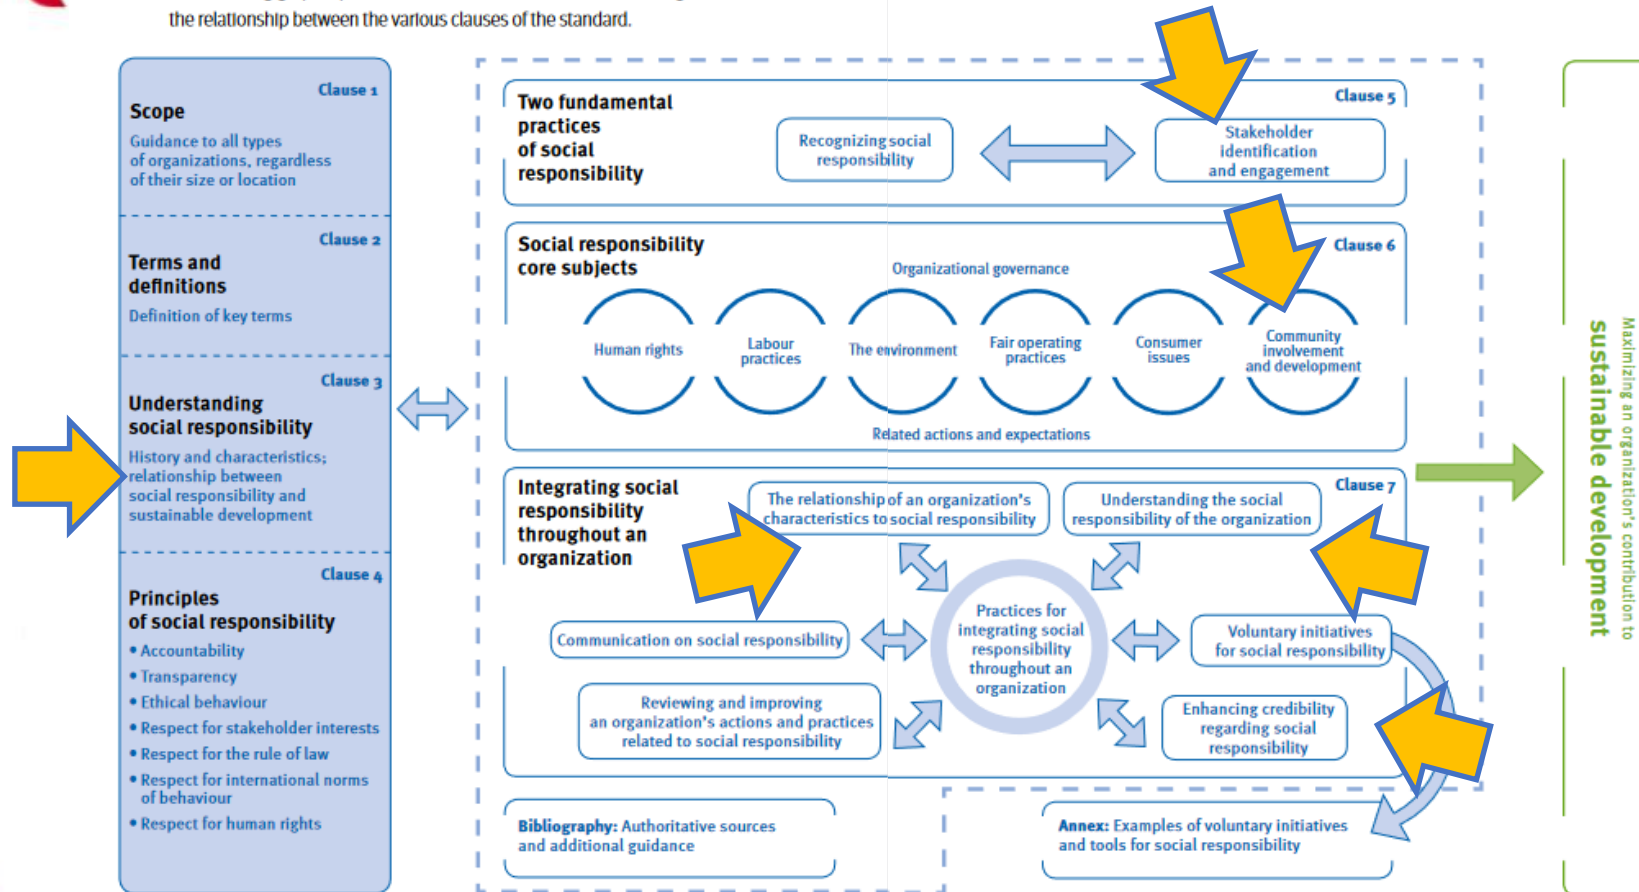 the relationship between the various clauses of the standard.
Clause 1
Scope
Guidance to all types
of organizations, regardless
of their size or location
Clause 2
Terms and
definitions
Definition of key terms
Clause 3
Understanding
social responsibility
History and characteristics;
relationship between
social responsibility and
sustainable development
Clause 4
Principles
of social responsibility
• Accountability
• Transparency
• Ethical behaviour
• Respect for stakeholder interests
• Respect for the rule of law
• Respect for international norms
of behaviour
• Respect for human rights
Two fundamental
practices
of social
responsibility
Clause 5
Recognizing social
responsibility
Stakeholder
identification
and engagement
Social responsibility
core subjects
Clause 6
Organizational governance
Human rights
Labour
practices
The environment
Fair operating
practices
Consumer
issues
Community
involvement
and development
Related actions and expectations
Integrating social
responsibility
throughout an
organization
Clause 7
The relationship of an organization's
characteristics to social responsibility
Understanding the social
responsibility of the organization
Practices for
integrating social
responsibility
throughout an
organization
Communication on social responsibility
Voluntary initiatives
for social responsibility
Reviewing and improving
an organization's actions and practices
related to social responsibility
Enhancing credibility
regarding social
responsibility
Bibliography: Authoritative sources
and additional guidance
Annex: Examples of voluntary initiatives
and tools for social responsibility
Maximizing an organization's contribution to
sustainable development